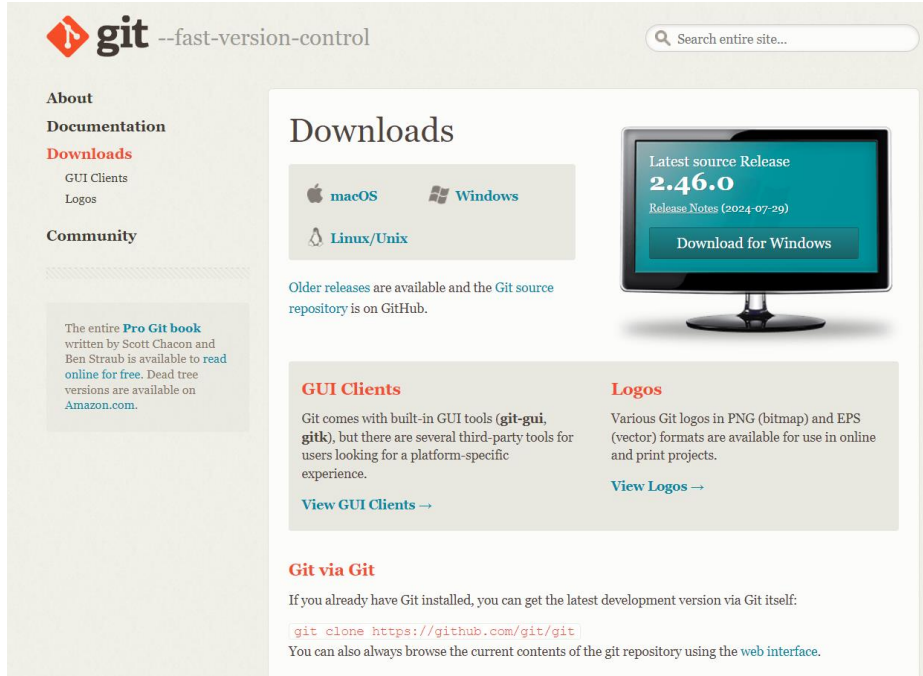 git --fast-version-control
Search entire site...
About
Documentation
Downloads
GUI Clients
Logos
Community
The entire Pro Git book
written by Scott Chacon and
Ben Straub is available to read
online for free. Dead tree
versions are available on
Amazon.com.
Downloads
macOS
Windows
Linux/Unix
Older releases are available and the Git source
repository is on GitHub.
Latest source Release
2.46.0
Release Notes (2024-07-29)
Download for Windows
GUI Clients
Git comes with built-in GUI tools (git-gui,
gitk), but there are several third-party tools for
users looking for a platform-specific
experience.
View GUI Clients →
Logos
Various Git logos in PNG (bitmap) and EPS
(vector) formats are available for use in online
and print projects.
View Logos →
Git via Git
If you already have Git installed, you can get the latest development version via Git itself:
git clone https://github.com/git/git
You can also always browse the current contents of the git repository using the web interface.